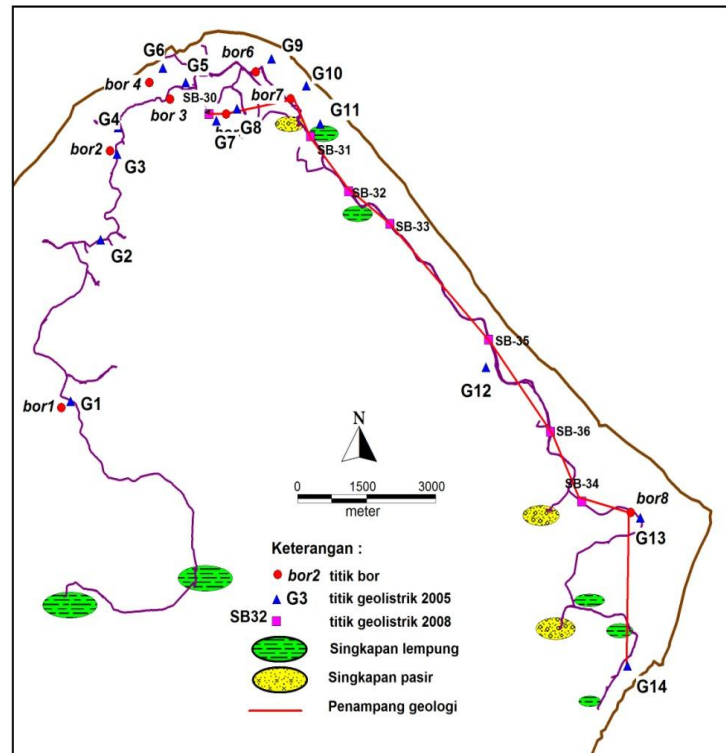 G9
G6
bor6
G5
G10
bor 4
SB-30
bor7
bor 3
G11
G8
G4
G7
SB-31
bor2
G3
SB-32
SB-33
G2
SB-35
G12
bor1
G1
N
SB-36
0 1500 3000
meter
SB-34
bor8
G13
Keterangan :
bor2 titik bor
G3 titik geolistrik 2005
SB32 titik geolistrik 2008
Singkapan lempung
Singkapan pasir
Penampang geologi
G14